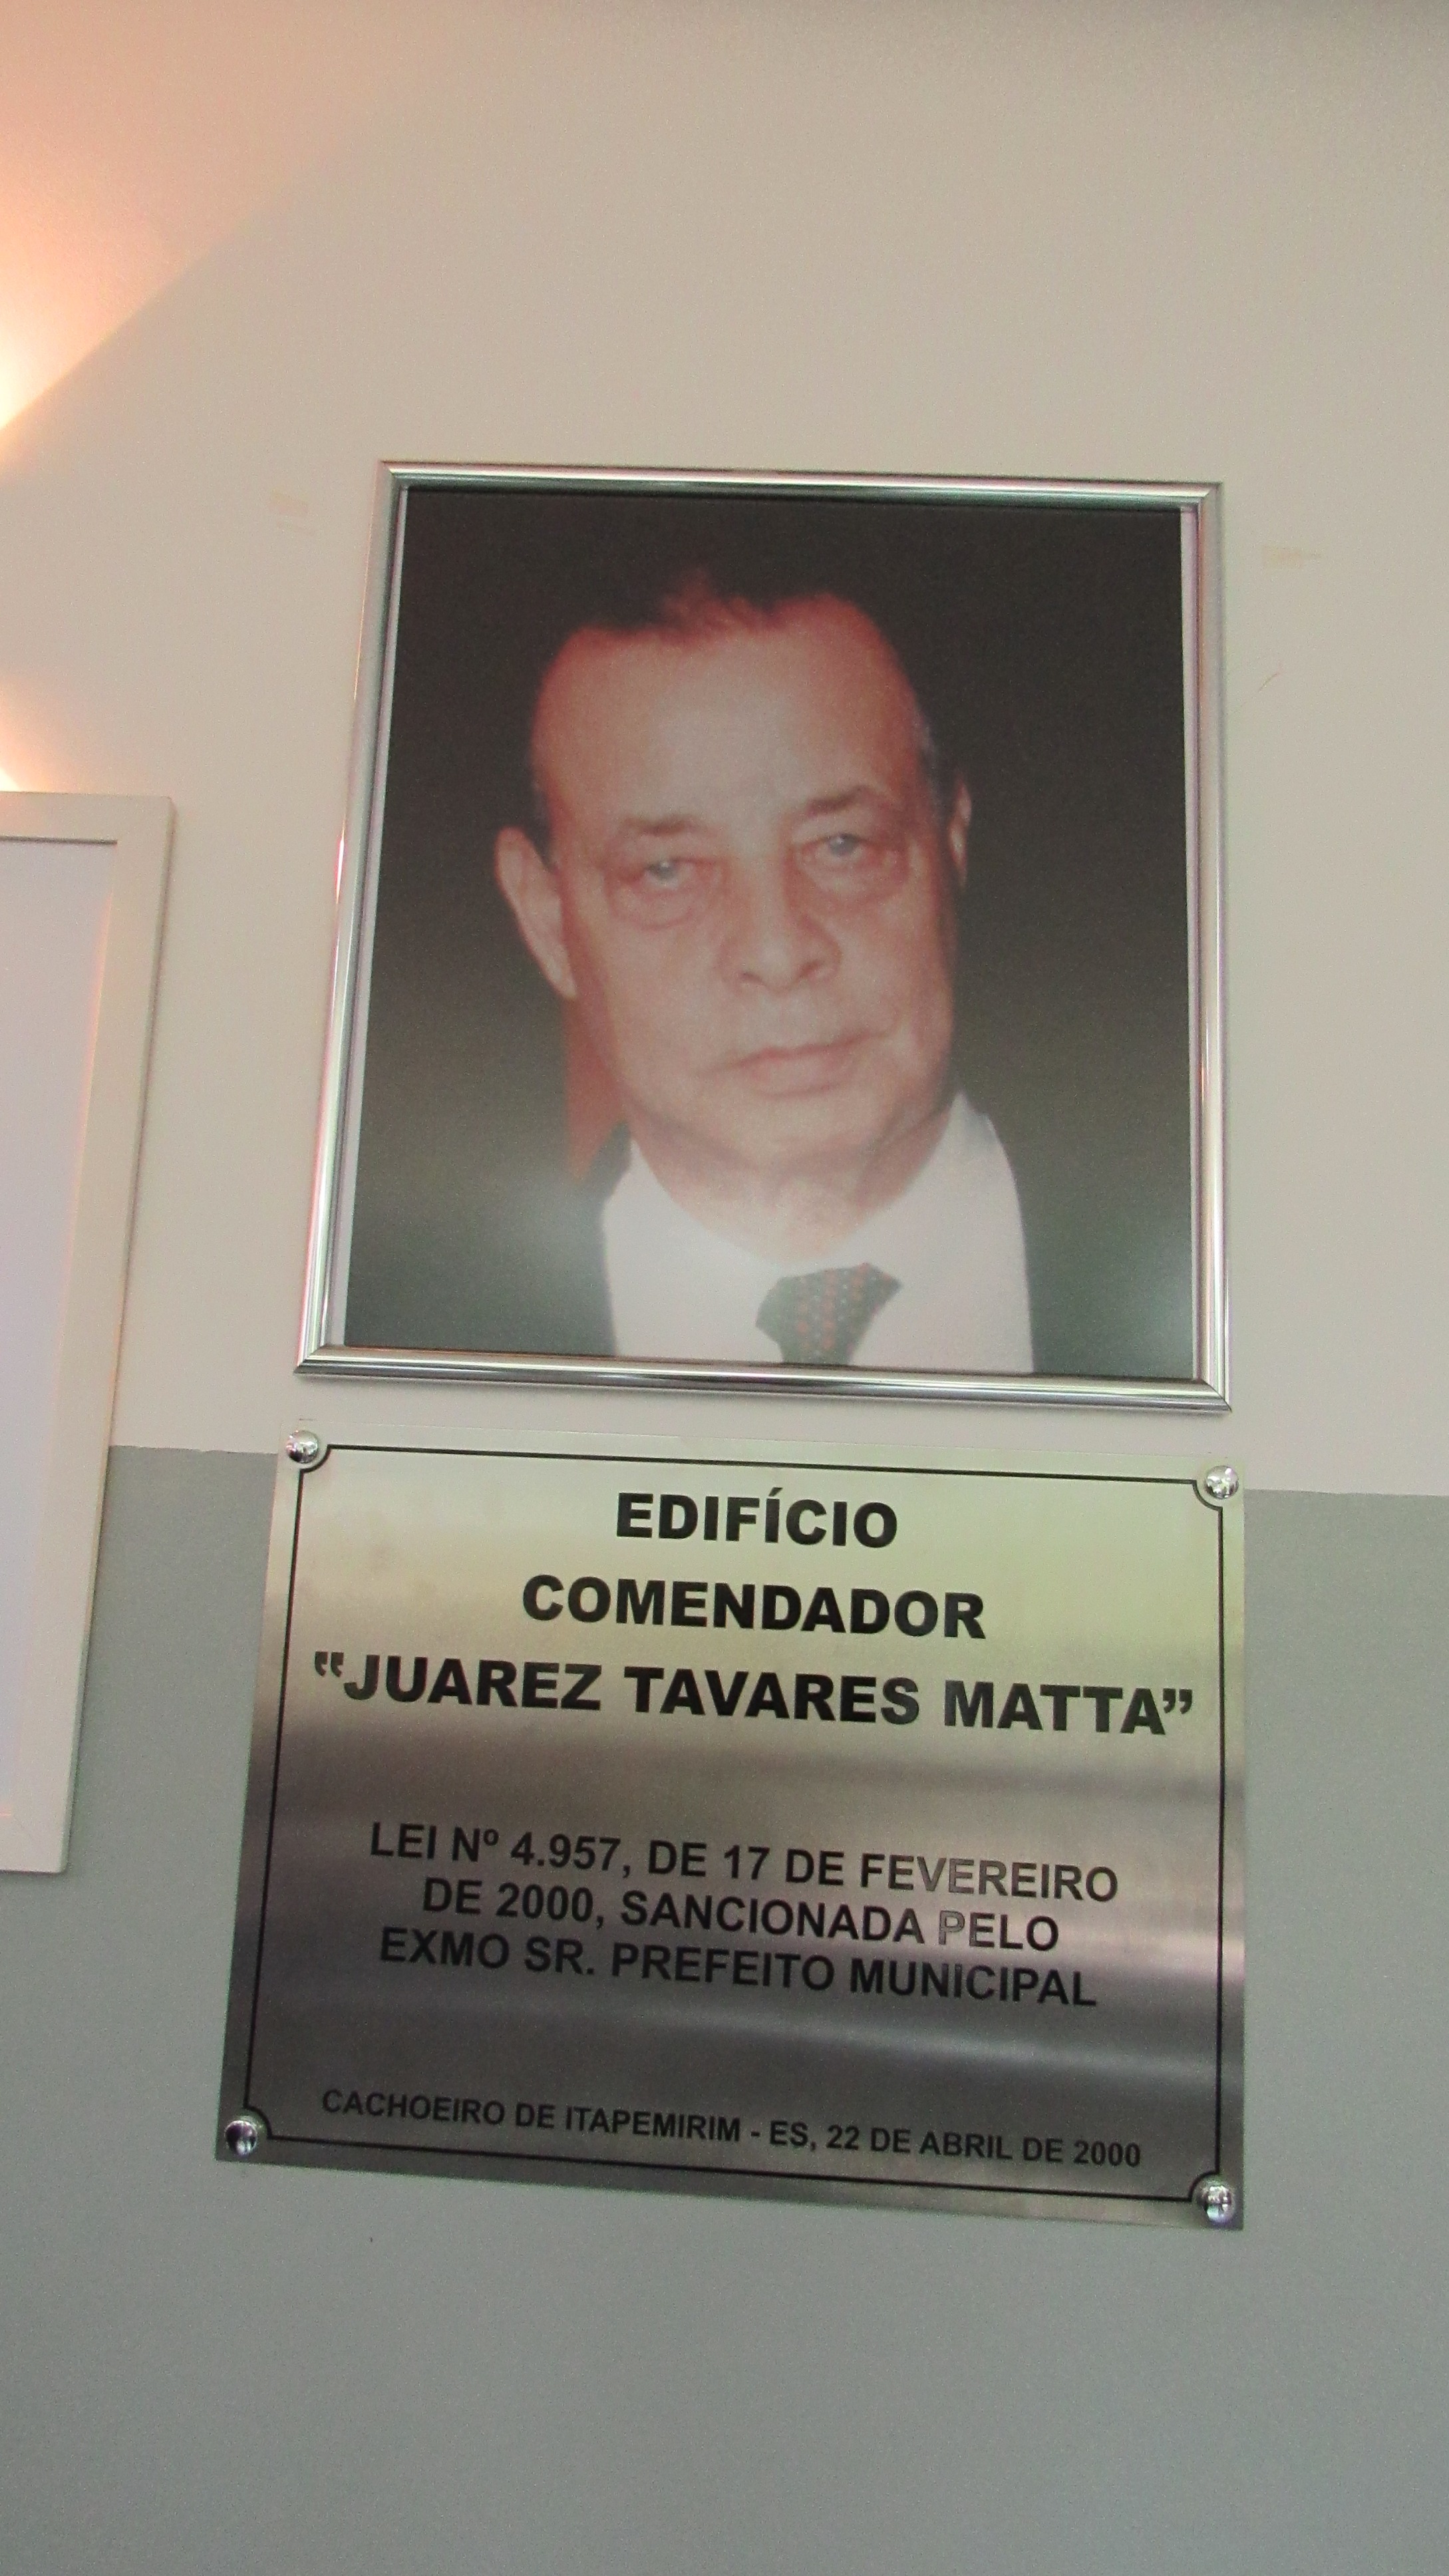 EDIFÍCIO
COMENDADOR
“JUAREZ TAVARES MATTA”
LEI Nº 4.957, DE 17 DE FEVEREIRO
DE 2000, SANCIONADA PELO
EXMO SR. PREFEITO MUNICIPAL
CACHOEIRO DE ITAPEMIRIM - ES, 22 DE ABRIL DE 2000